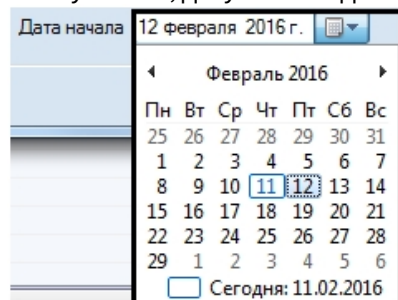 Дата начала 12 февраля 2016 г.
Февраль 2016
Пн Вт Ср Чт Пт Сб Вс
25 26 27 28 29 30 31
1 2 3 4 5 6 7
8 9 10 11 12 13 14
15 16 17 18 19 20 21
22 23 24 25 26 27 28
29 1 2 3 4 5 6
Сегодня: 11.02.2016